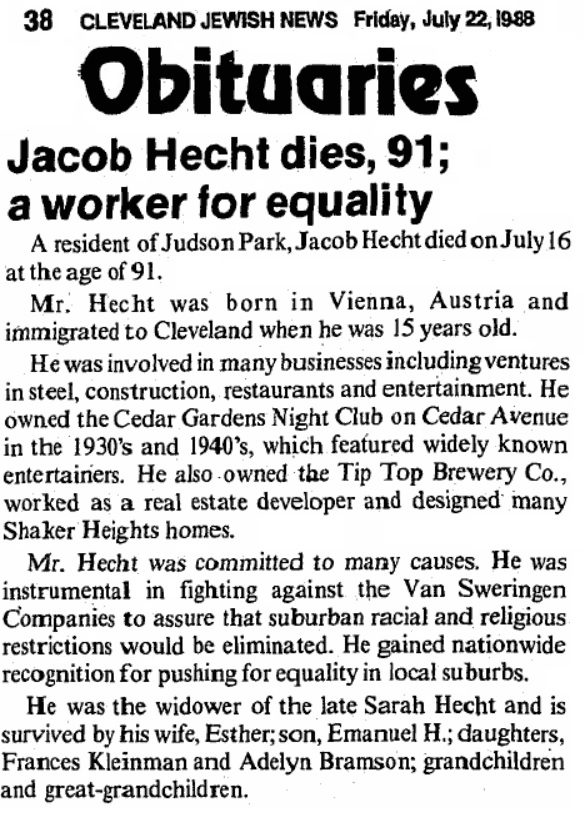 38 CLEVELAND JEWISH NEWS Friday, July 22, 1988
Obituaries
Jacob Hecht dies, 91;
a worker for equality
A resident of Judson Park, Jacob Hecht died on July 16
at the age of 91.
Mr. Hecht was born in Vienna, Austria and
immigrated to Cleveland when he was 15 years old.
He was involved in many businesses including ventures
in steel, construction, restaurants and entertainment. He
owned the Cedar Gardens Night Club on Cedar Avenue
in the 1930's and 1940's, which featured widely known
entertainers. He also owned the Tip Top Brewery Co.,
worked as a real estate developer and designed many
Shaker Heights homes.
Mr. Hecht was committed to many causes. He was
instrumental in fighting against the Van Sweringen
Companies to assure that suburban racial and religious
restrictions would be eliminated. He gained nationwide
recognition for pushing for equality in local suburbs.
He was the widower of the late Sarah Hecht and is
survived by his wife, Esther; son, Emanuel H.; daughters,
Frances Kleinman and Adelyn Bramson; grandchildren
and great-grandchildren.